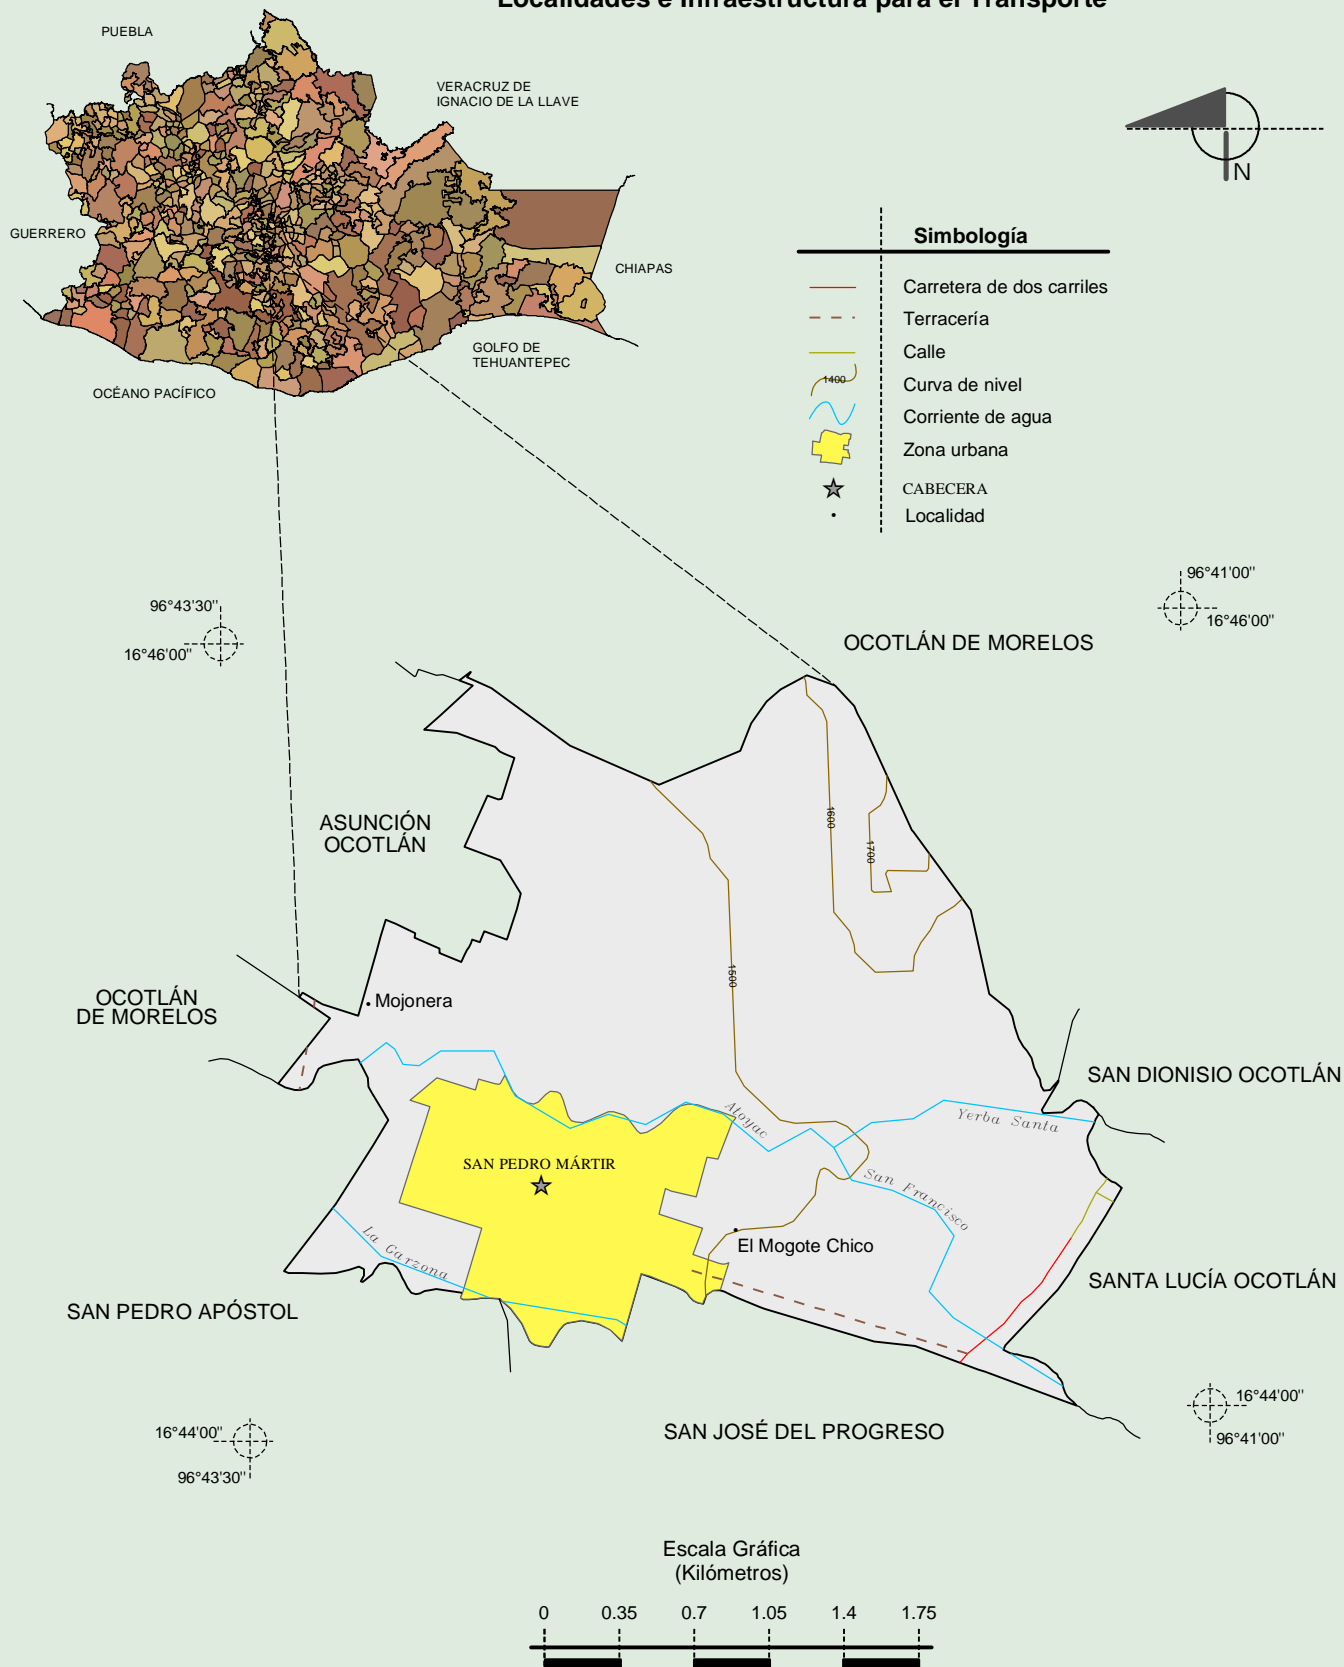 Localidades e Infraestructura para el Transporte
PUEBLA
VERACRUZ DE
IGNACIO DE LA LLAVE
GUERRERO
CHIAPAS
GOLFO DE
TEHUANTEPEC
OCÉANO PACÍFICO
N
Simbología
Carretera de dos carriles
Terracería
Calle
1400
Curva de nivel
Corriente de agua
Zona urbana
CABECERA
Localidad
96°43'30"
16°46'00"
96°41'00"
16°46'00"
OCOTLÁN DE MORELOS
ASUNCIÓN
OCOTLÁN
1600
1700
1500
OCOTLÁN
DE MORELOS
Mojonera
SAN DIONISIO OCOTLÁN
Atoyac
Yerba Santa
SAN PEDRO MÁRTIR
San Francisco
La Garzona
El Mogote Chico
SANTA LUCÍA OCOTLÁN
SAN PEDRO APÓSTOL
SAN JOSÉ DEL PROGRESO
16°44'00"
96°43'30"
16°44'00"
96°41'00"
Escala Gráfica
(Kilómetros)
0 0.35 0.7 1.05 1.4 1.75